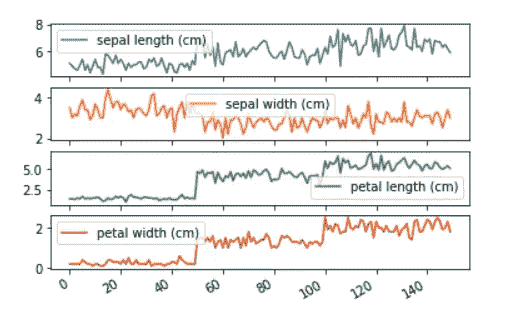 8
6
sepal length (cm)
4
2
sepal width (cm)
5.0
2.5
petal length (cm)
2
0
petal width (cm)
0 20 40 60 80 100 120 140